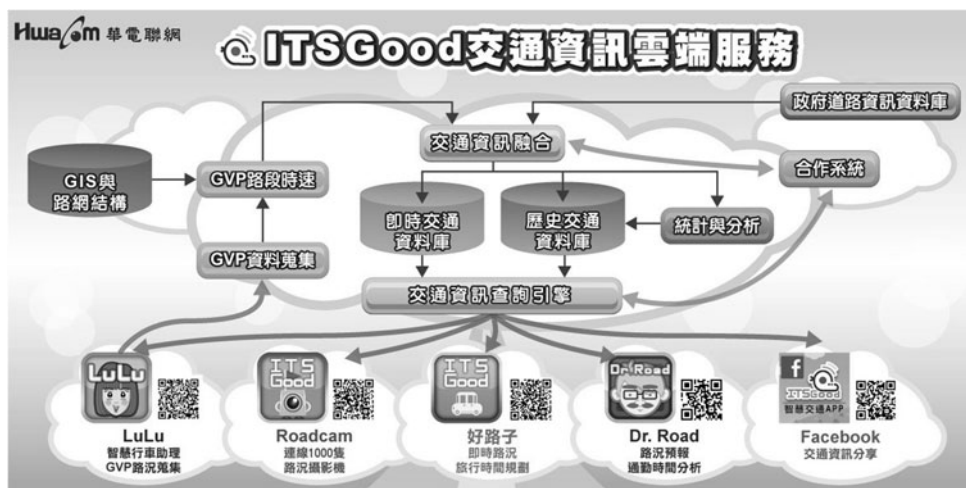 HwaCom 華電聯網
ITSGood交通資訊雲端服務
政府道路資訊資料庫
交通資訊融合
合作系統
GIS與
路網結構
GVP路段時速
即時交通
資料庫
歷史交通
資料庫
統計與分析
GVP資料蒐集
交通資訊查詢引擎
LuLu
LuLu
智慧行車助理
GVP路況蒐集
ITS
Good
Roadcam
連線1000隻
路況攝影機
ITS
Good
好路子
即時路況
旅行時間規劃
Dr. Road
Dr. Road
路況預報
通勤時間分析
f
ITSGood
智慧交通APP
Facebook
交通資訊分享